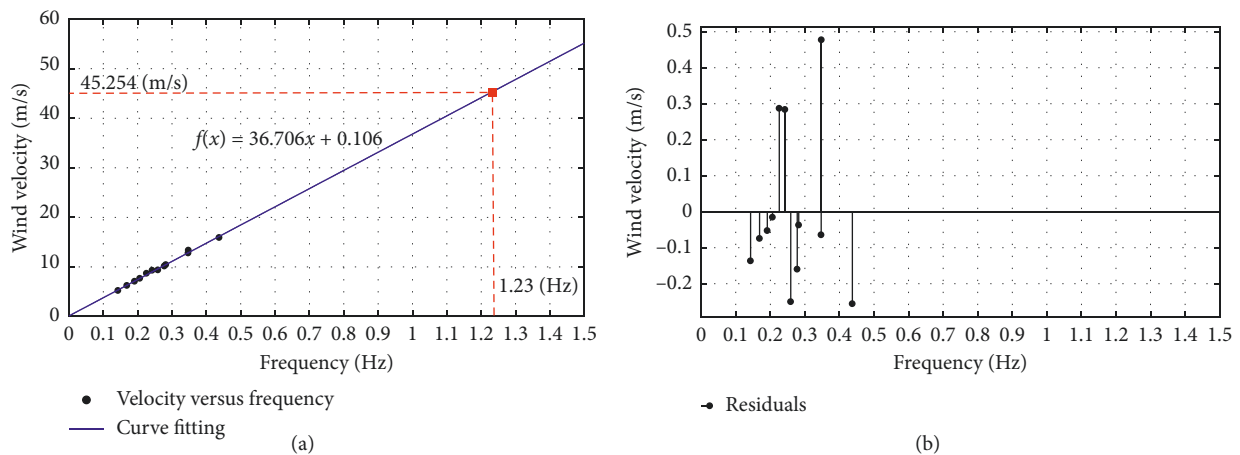 60
50
40
30
20
10
0
Wind velocity (m/s)
45.254 (m/s)
f(x) = 36.706x + 0.106
1.23 (Hz)
0 0.1 0.2 0.3 0.4 0.5 0.6 0.7 0.8 0.9 1 1.1 1.2 1.3 1.4 1.5
Frequency (Hz)
Velocity versus frequency
Curve fitting
(a)
0.5
0.4
0.3
0.2
0.1
0
−0.1
−0.2
Wind velocity (m/s)
0 0.1 0.2 0.3 0.4 0.5 0.6 0.7 0.8 0.9 1 1.1 1.2 1.3 1.4 1.5
Frequency (Hz)
Residuals
(b)